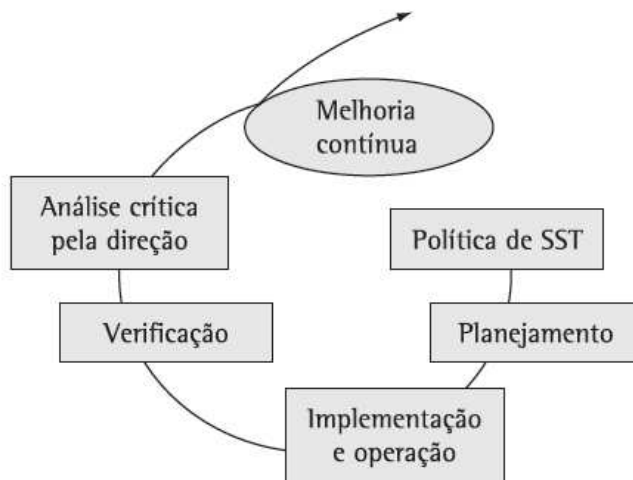 Melhoria
contínua
Análise crítica
pela direção
Política de SST
Verificação
Planejamento
Implementação
e operação